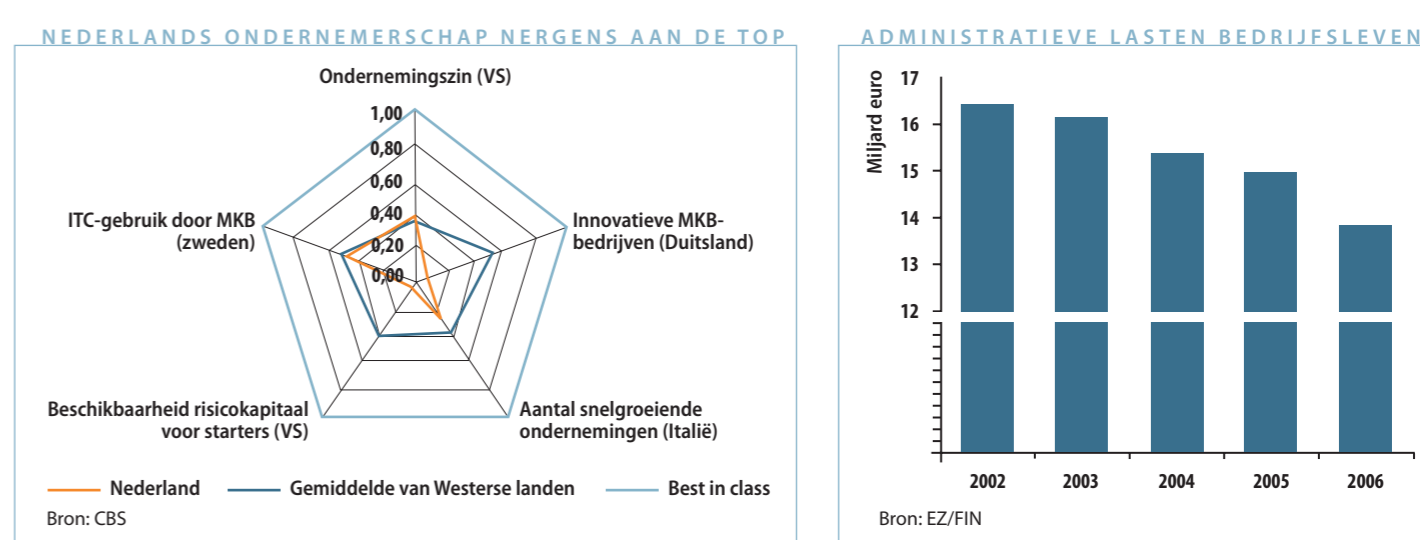 NEDERLANDS ONDERNEMERSCHAP NERGENS AAN DE TOP
Ondernemingszin (VS)
1,00
0,80
0,60
0,40
0,20
0,00
ITC-gebruik door MKB
(zweden)
Innovatieve MKB-
bedrijven (Duitsland)
Beschikbaarheid risicokapitaal
voor starters (VS)
Aantal snelgroeiende
ondernemingen (Italië)
Nederland
Gemiddelde van Westerse landen
Best in class
Bron: CBS
ADMINISTRATIEVE LASTEN BEDRIJFSLEVEN
Miljard euro
17
16
15
14
13
12
2002
2003
2004
2005
2006
Bron: EZ/FIN